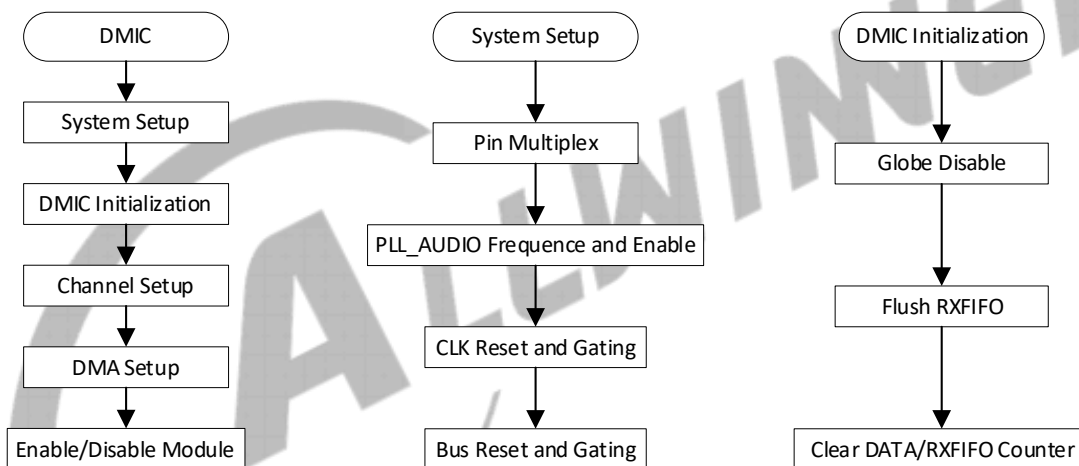 DMIC
System Setup
DMIC Initialization
Channel Setup
DMA Setup
Enable/Disable Module
System Setup
Pin Multiplex
PLL_AUDIO Frequence and Enable
CLK Reset and Gating
Bus Reset and Gating
DMIC Initialization
Globe Disable
Flush RXFIFO
Clear DATA/RXFIFO Counter